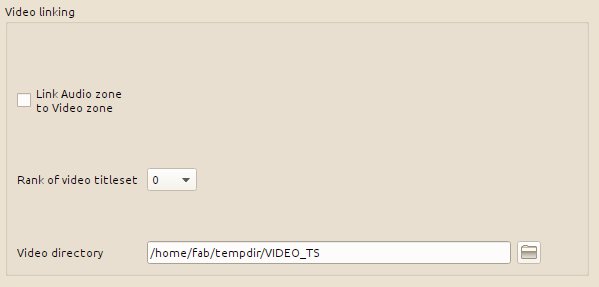 Video linking
Link Audio zone
to Video zone
Rank of video titleset 0
Video directory /home/fab/tempdir/VIDEO_TS